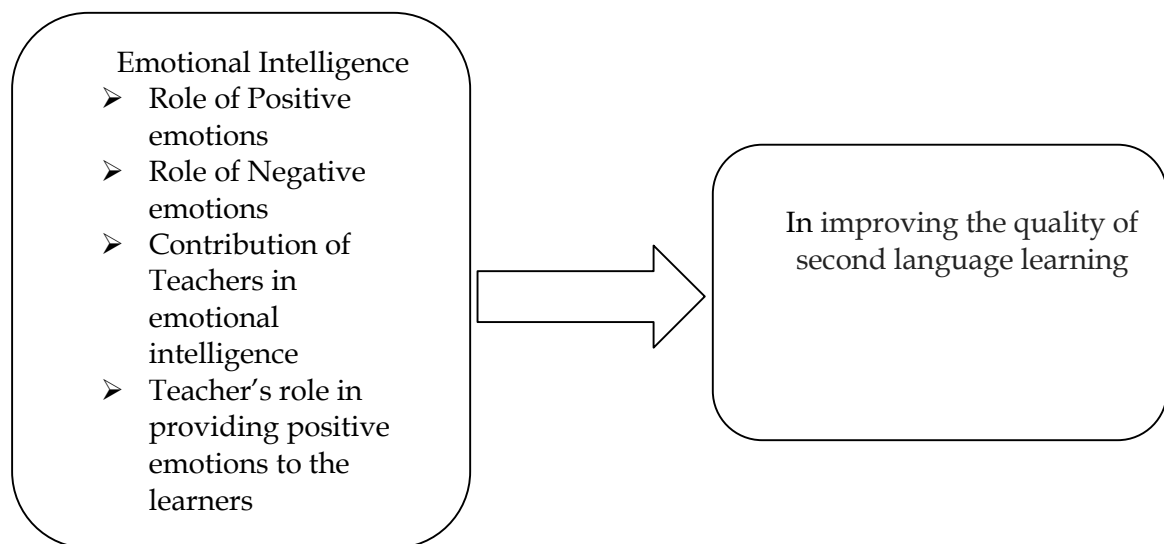 Emotional Intelligence
➢ Role of Positive
emotions
➢ Role of Negative
emotions
➢ Contribution of
Teachers in
emotional
intelligence
➢ Teacher’s role in
providing positive
emotions to the
learners
In improving the quality of
second language learning